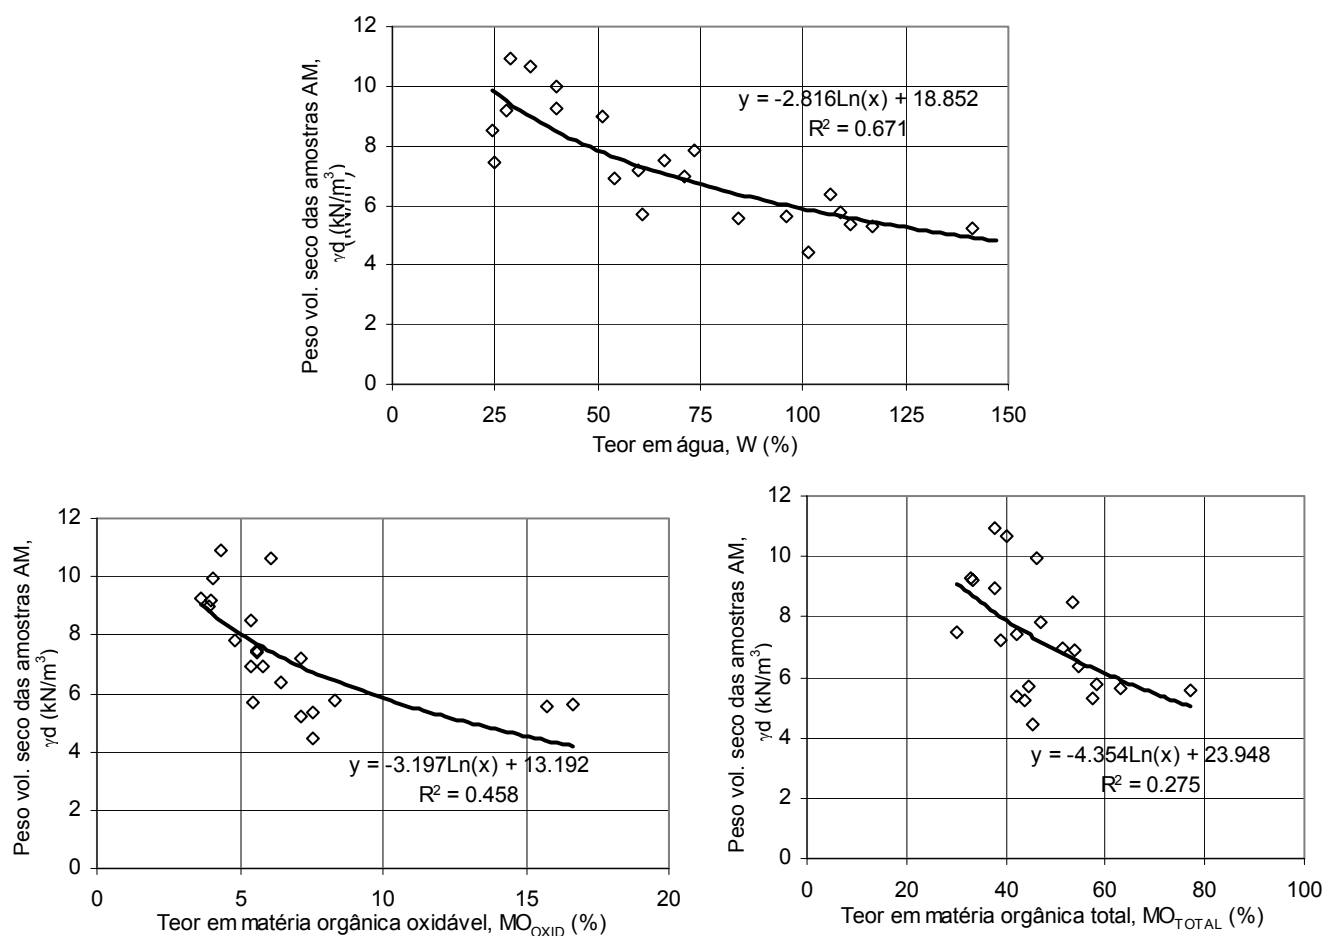 Peso vol. seco das amostras AM,
γd (kN/m³)
12
10
8
6
4
2
0
y = -2.816Ln(x) + 18.852
R² = 0.671
0 25 50 75 100 125 150
Teor em água, W (%)
Peso vol. seco das amostras AM,
γd (kN/m³)
12
10
8
6
4
2
0
y = -3.197Ln(x) + 13.192
R² = 0.458
0 5 10 15 20
Teor em matéria orgânica oxidável, MO_OXID (%)
Peso vol. seco das amostras AM,
γd (kN/m³)
12
10
8
6
4
2
0
y = -4.354Ln(x) + 23.948
R² = 0.275
0 20 40 60 80 100
Teor em matéria orgânica total, MO_TOTAL (%)